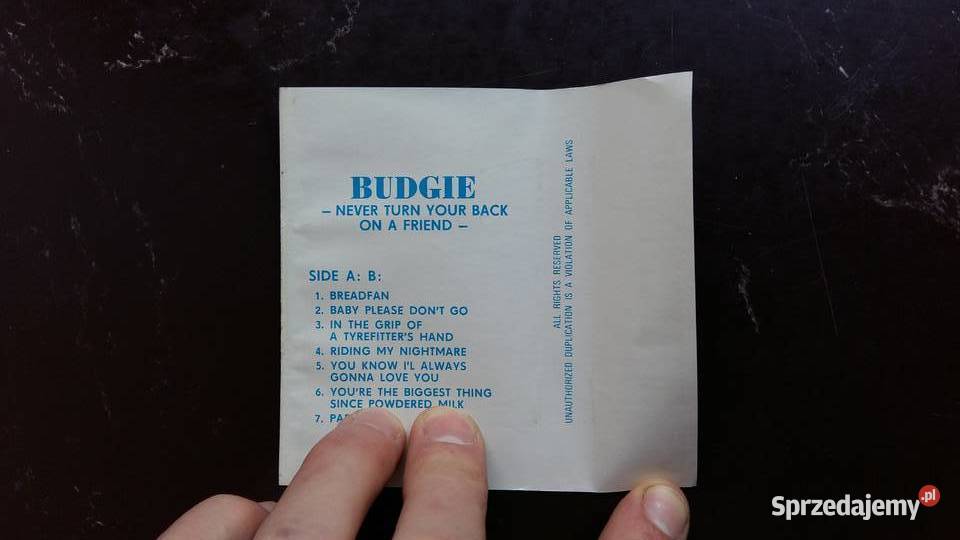 BUDGIE
– NEVER TURN YOUR BACK
ON A FRIEND –
SIDE A: B:
1. BREADFAN
2. BABY PLEASE DON'T GO
3. IN THE GRIP OF
A TYREFITTER'S HAND
4. RIDING MY NIGHTMARE
5. YOU KNOW I'L ALWAYS
GONNA LOVE YOU
6. YOU'RE THE BIGGEST THING
SINCE POWDERED MILK
7.
ALL RIGHTS RESERVED
UNAUTHORIZED DUPLICATION IS A VIOLATION OF APPLICABLE LAWS
Sprzedajemy.pl